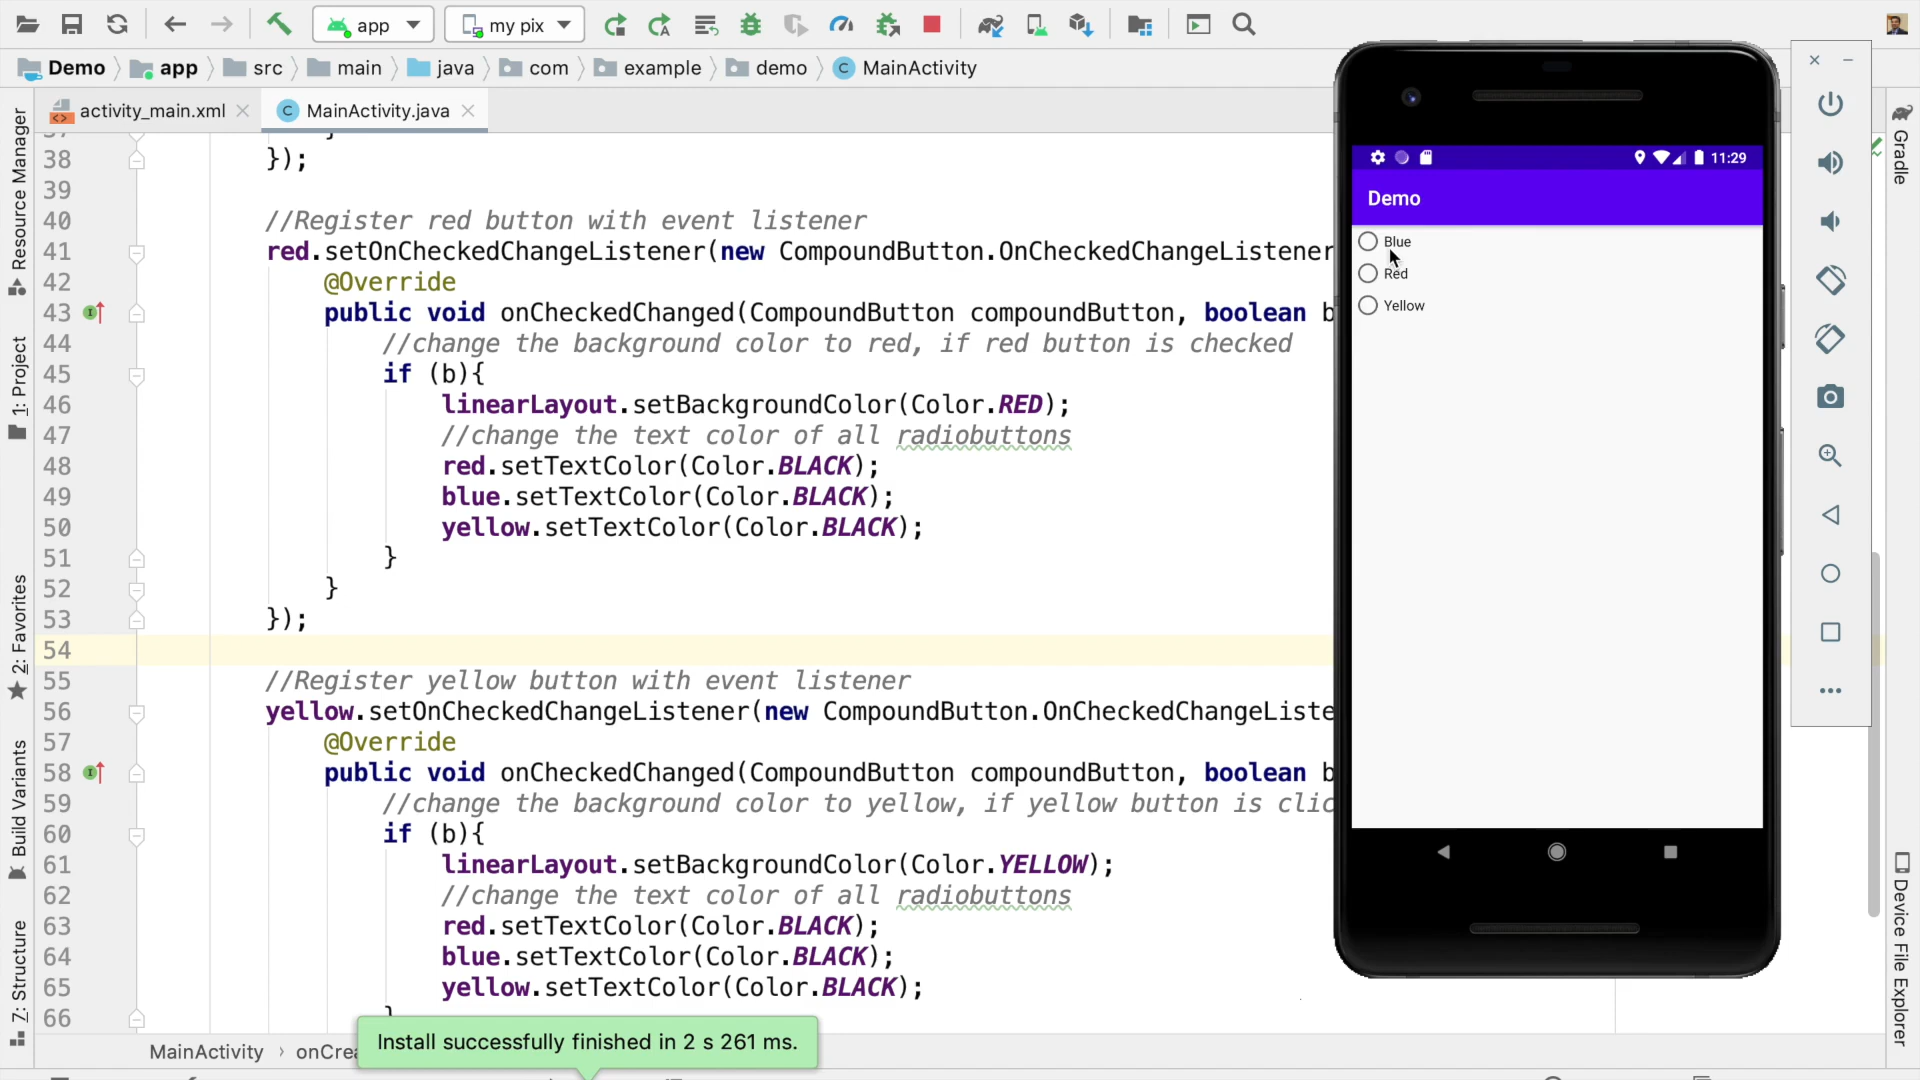 app
my pix
Demo
app
src
main
java
com
example
demo
MainActivity
activity_main.xml
MainActivity.java
Resource Manager
1: Project
2: Favorites
Build Variants
7: Structure
38 });
39
40 //Register red button with event listener
41 red.setOnCheckedChangeListener(new CompoundButton.OnCheckedChangeListener
42 @Override
43 public void onCheckedChanged(CompoundButton compoundButton, boolean b
44 //change the background color to red, if red button is checked
45 if (b){
46 linearLayout.setBackgroundColor(Color.RED);
47 //change the text color of all radiobuttons
48 red.setTextColor(Color.BLACK);
49 blue.setTextColor(Color.BLACK);
50 yellow.setTextColor(Color.BLACK);
51 }
52 }
53 });
54
55 //Register yellow button with event listener
56 yellow.setOnCheckedChangeListener(new CompoundButton.OnCheckedChangeListe
57 @Override
58 public void onCheckedChanged(CompoundButton compoundButton, boolean b
59 //change the background color to yellow, if yellow button is clic
60 if (b){
61 linearLayout.setBackgroundColor(Color.YELLOW);
62 //change the text color of all radiobuttons
63 red.setTextColor(Color.BLACK);
64 blue.setTextColor(Color.BLACK);
65 yellow.setTextColor(Color.BLACK);
66 }
MainActivity › onCrea
Install successfully finished in 2 s 261 ms.
11:29
Demo
Blue
Red
Yellow
Gradle
Device File Explorer